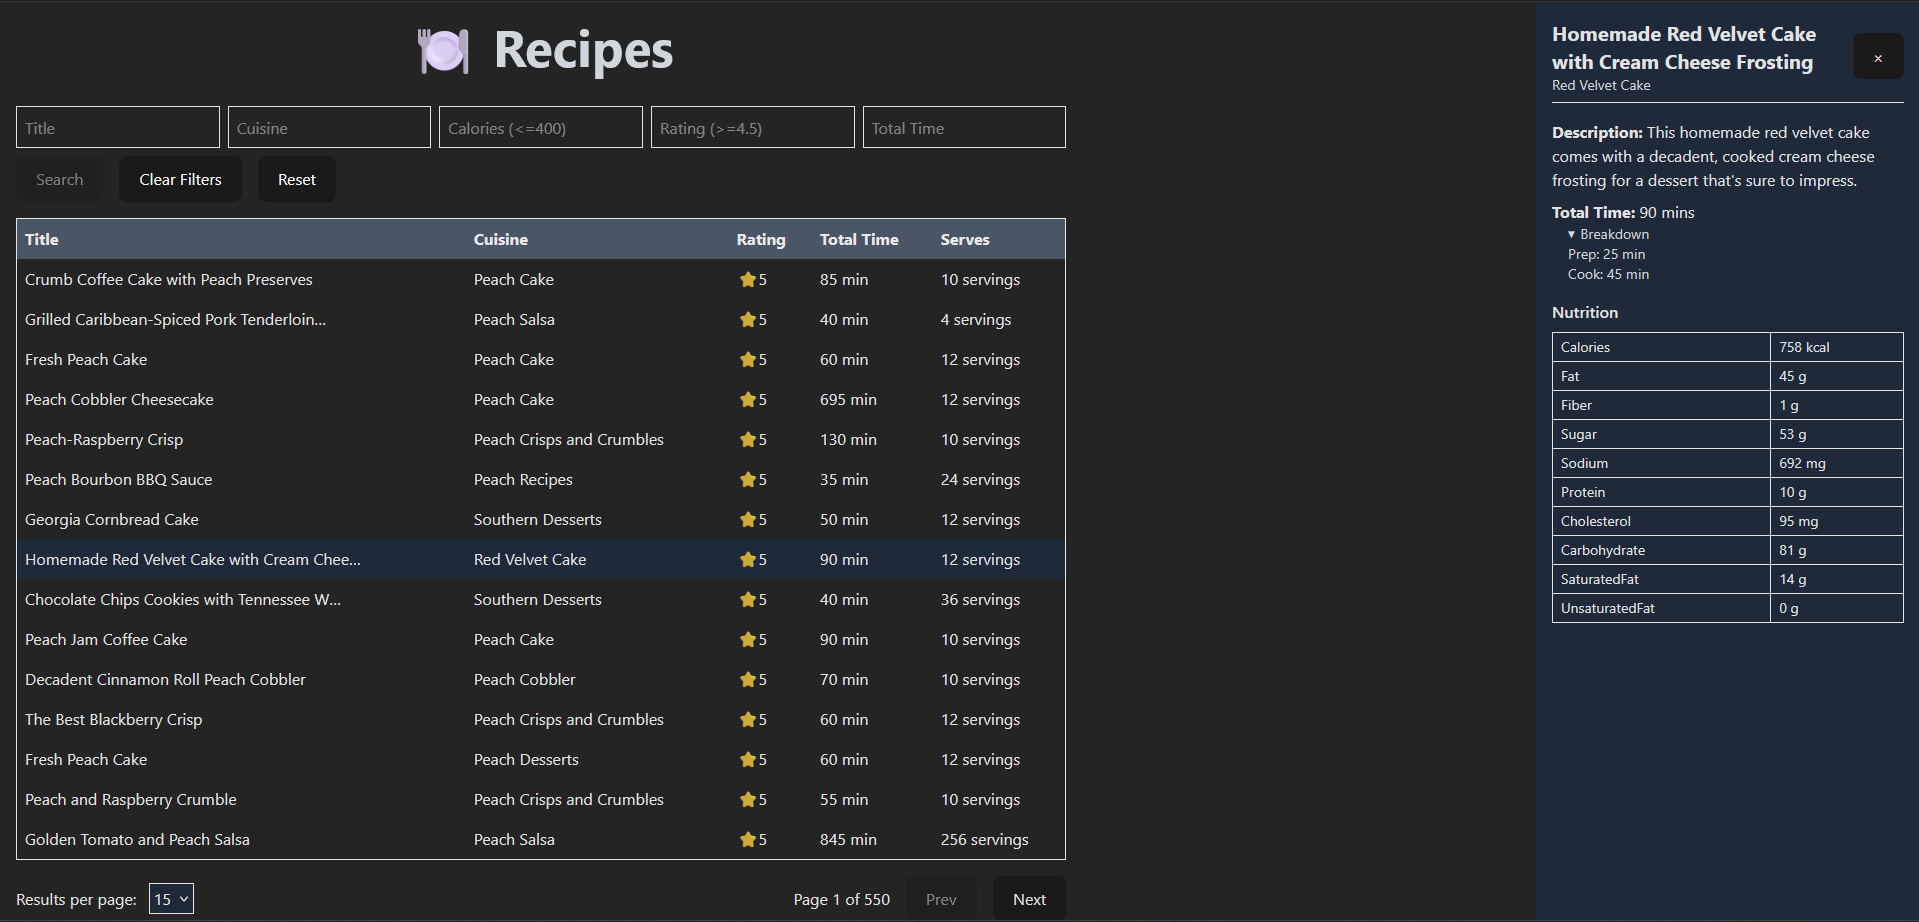 Recipes
Title Cuisine Calories (<=400) Rating (>=4.5) Total Time
Search Clear Filters Reset
Title Cuisine Rating Total Time Serves
Crumb Coffee Cake with Peach Preserves Peach Cake 5 85 min 10 servings
Grilled Caribbean-Spiced Pork Tenderloin... Peach Salsa 5 40 min 4 servings
Fresh Peach Cake Peach Cake 5 60 min 12 servings
Peach Cobbler Cheesecake Peach Cake 5 695 min 12 servings
Peach-Raspberry Crisp Peach Crisps and Crumbles 5 130 min 10 servings
Peach Bourbon BBQ Sauce Peach Recipes 5 35 min 24 servings
Georgia Cornbread Cake Southern Desserts 5 50 min 12 servings
Homemade Red Velvet Cake with Cream Chee... Red Velvet Cake 5 90 min 12 servings
Chocolate Chips Cookies with Tennessee W... Southern Desserts 5 40 min 36 servings
Peach Jam Coffee Cake Peach Cake 5 90 min 10 servings
Decadent Cinnamon Roll Peach Cobbler Peach Cobbler 5 70 min 10 servings
The Best Blackberry Crisp Peach Crisps and Crumbles 5 60 min 12 servings
Fresh Peach Cake Peach Desserts 5 60 min 12 servings
Peach and Raspberry Crumble Peach Crisps and Crumbles 5 55 min 10 servings
Golden Tomato and Peach Salsa Peach Salsa 5 845 min 256 servings
Results per page: 15 Page 1 of 550 Prev Next
Homemade Red Velvet Cake
with Cream Cheese Frosting
×
Red Velvet Cake
Description: This homemade red velvet cake
comes with a decadent, cooked cream cheese
frosting for a dessert that's sure to impress.
Total Time: 90 mins
▾ Breakdown
Prep: 25 min
Cook: 45 min
Nutrition
Calories 758 kcal
Fat 45 g
Fiber 1 g
Sugar 53 g
Sodium 692 mg
Protein 10 g
Cholesterol 95 mg
Carbohydrate 81 g
SaturatedFat 14 g
UnsaturatedFat 0 g